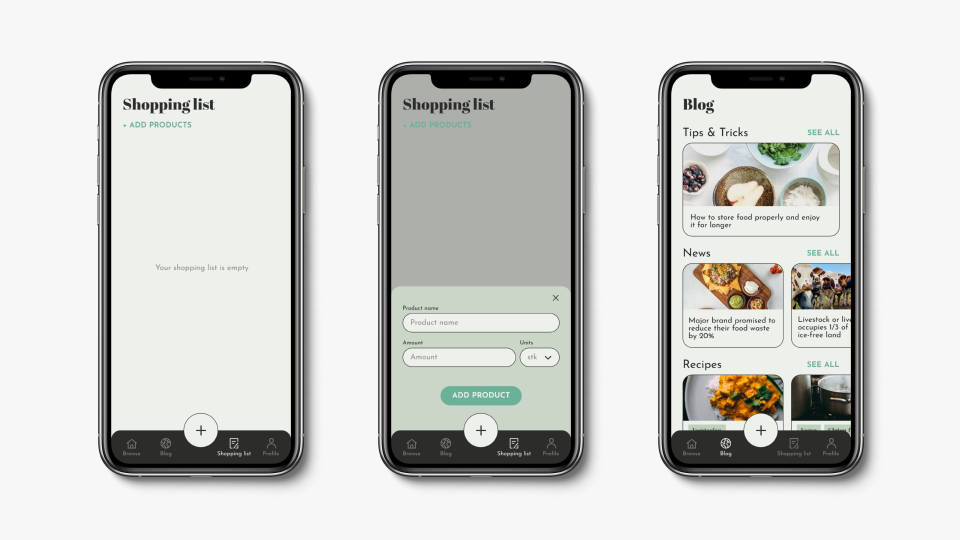 Shopping list
+ ADD PRODUCTS
Your shopping list is empty
+
Browse
Blog
Shopping list
Profile
Shopping list
+ ADD PRODUCTS
Product name
Product name
Amount
Units
Amount
stk
ADD PRODUCT
+
Browse
Blog
Shopping list
Profile
Blog
Tips & Tricks
SEE ALL
How to store food properly and enjoy
it for longer
News
SEE ALL
Major brand promised to
reduce their food waste
by 20%
Livestock or liv
occupies 1/3 of
ice-free land
Recipes
SEE ALL
+
Browse
Blog
Shopping list
Profile